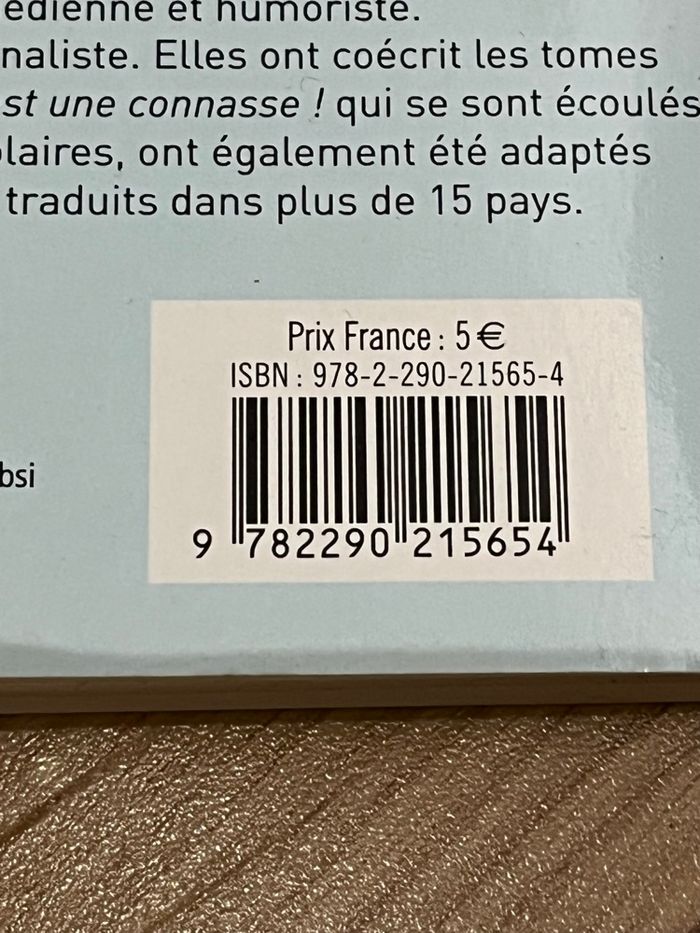 édienne et humoriste.
naliste. Elles ont coécrit les tomes
st une connasse ! qui se sont écoulés
laires, ont également été adaptés
traduits dans plus de 15 pays.
Prix France : 5 €
ISBN : 978-2-290-21565-4
bsi
9 782290 215654